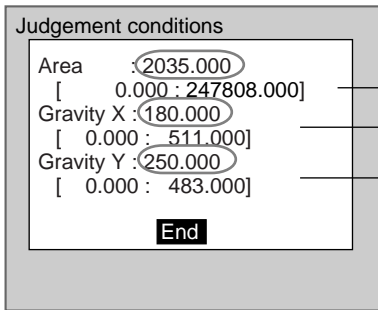 Judgement conditions
Area : 2035.000
[ 0.000 : 247808.000]
Gravity X : 180.000
[ 0.000 : 511.000]
Gravity Y : 250.000
[ 0.000 : 483.000]
End